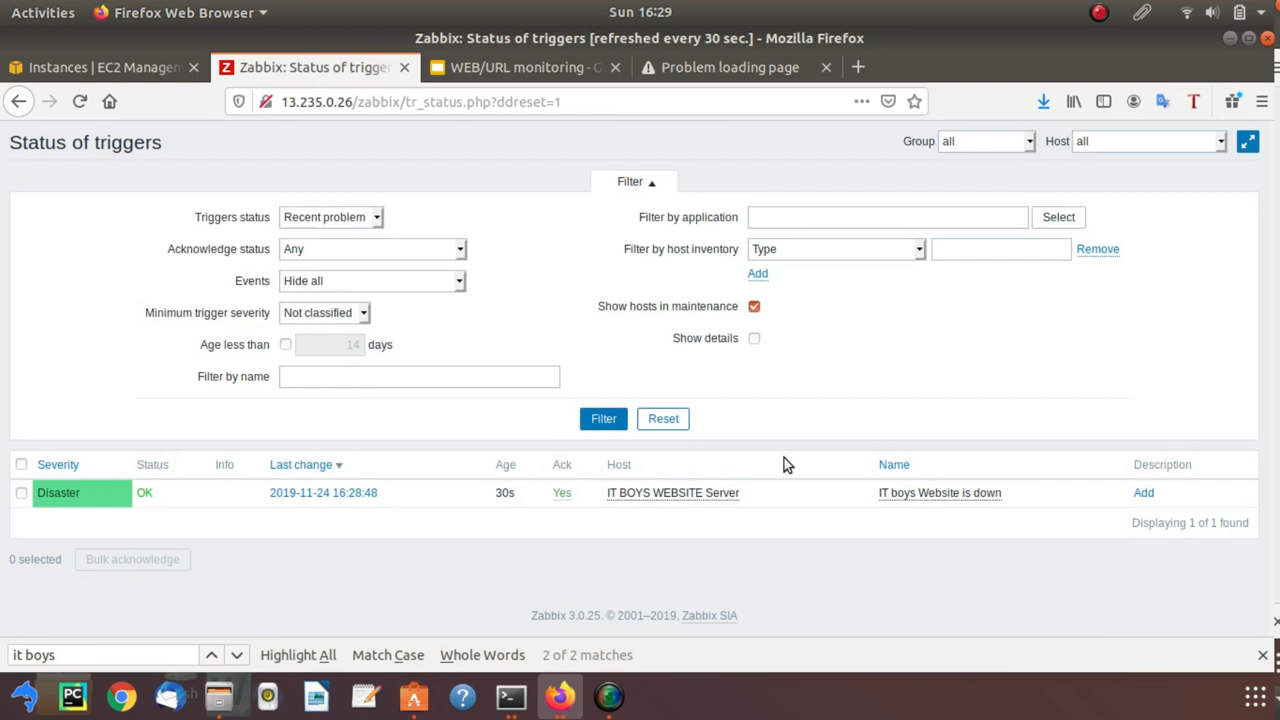 Activities Firefox Web Browser Sun 16:29
Zabbix: Status of triggers [refreshed every 30 sec.] - Mozilla Firefox
Instances | EC2 Manager Zabbix: Status of trigger WEB/URL monitoring - G Problem loading page
13.235.0.26/zabbix/tr_status.php?ddreset=1
Status of triggers Group all Host all
Filter
Triggers status Recent problem Filter by application Select
Acknowledge status Any Filter by host inventory Type Remove
Add
Events Hide all
Show hosts in maintenance
Minimum trigger severity Not classified
Show details
Age less than 14 days
Filter by name
Filter Reset
Severity Status Info Last change Age Ack Host Name Description
Disaster OK 2019-11-24 16:28:48 30s Yes IT BOYS WEBSITE Server IT boys Website is down Add
Displaying 1 of 1 found
0 selected Bulk acknowledge
Zabbix 3.0.25. © 2001–2019, Zabbix SIA
it boys Highlight All Match Case Whole Words 2 of 2 matches